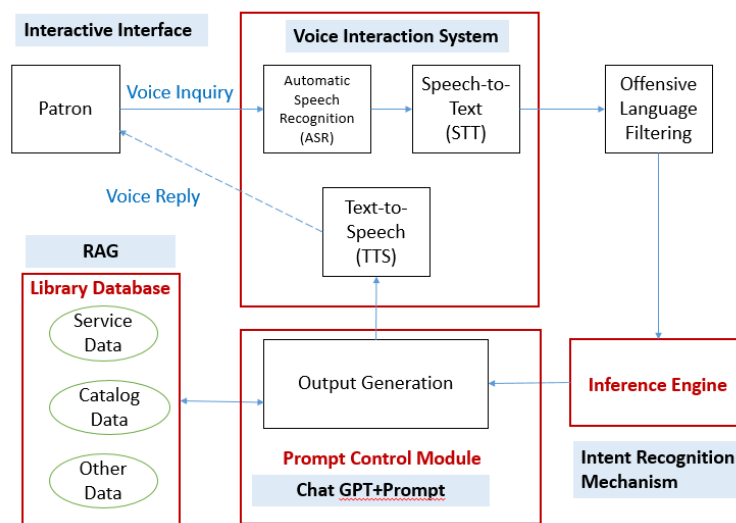 Interactive Interface
Voice Interaction System
Patron
Voice Inquiry
Automatic
Speech
Recognition
(ASR)
Speech-to-
Text
(STT)
Offensive
Language
Filtering
Voice Reply
Text-to-
Speech
(TTS)
RAG
Library Database
Service
Data
Catalog
Data
Other
Data
Output Generation
Prompt Control Module
Chat GPT+Prompt
Inference Engine
Intent Recognition
Mechanism